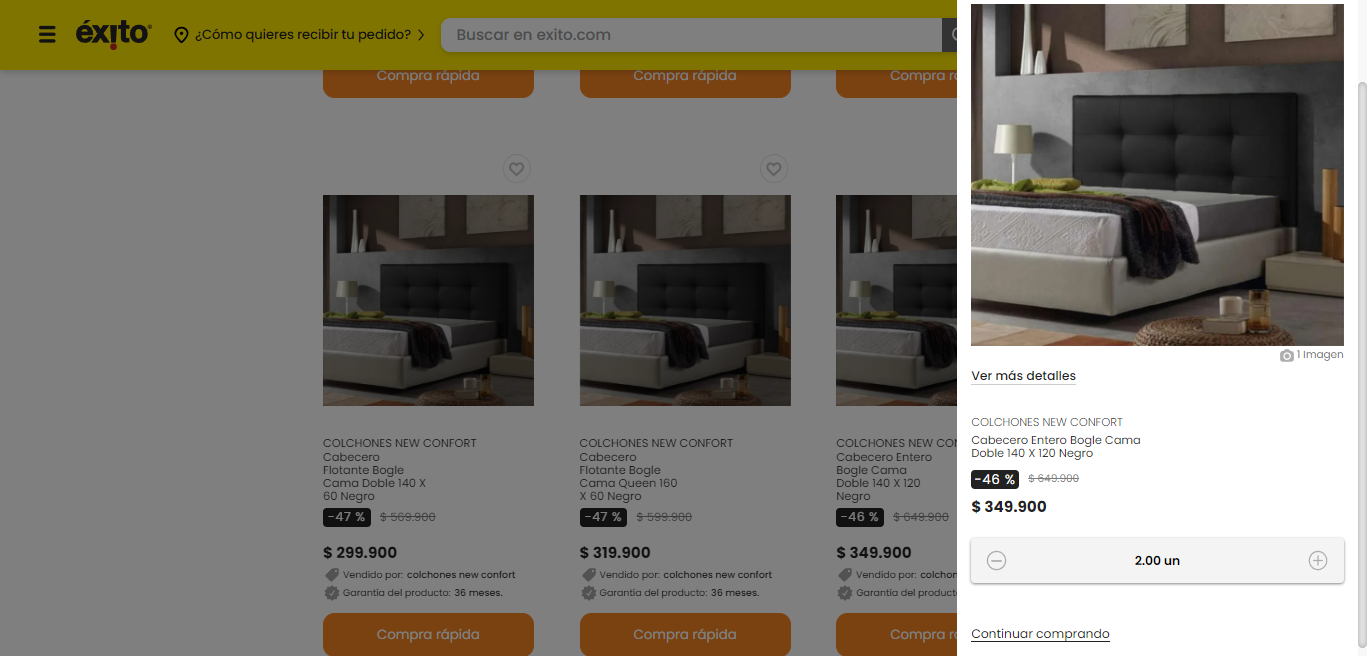 éxito
¿Cómo quieres recibir tu pedido?
Buscar en exito.com
Compra rápida
Compra rápida
Compra r
COLCHONES NEW CONFORT
Cabecero
Flotante Bogle
Cama Doble 140 X
60 Negro
-47 % $ 569.900
$ 299.900
Vendido por: colchones new confort
Garantía del producto: 36 meses.
Compra rápida
COLCHONES NEW CONFORT
Cabecero
Flotante Bogle
Cama Queen 160
X 60 Negro
-47 % $ 599.900
$ 319.900
Vendido por: colchones new confort
Garantía del producto: 36 meses.
Compra rápida
COLCHONES NEW CON
Cabecero Entero
Bogle Cama
Doble 140 X 120
Negro
-46 % $ 649.900
$ 349.900
Vendido por: colchon
Garantía del product
Compra r
1 Imagen
Ver más detalles
COLCHONES NEW CONFORT
Cabecero Entero Bogle Cama
Doble 140 X 120 Negro
-46 % $ 649.900
$ 349.900
2.00 un
Continuar comprando